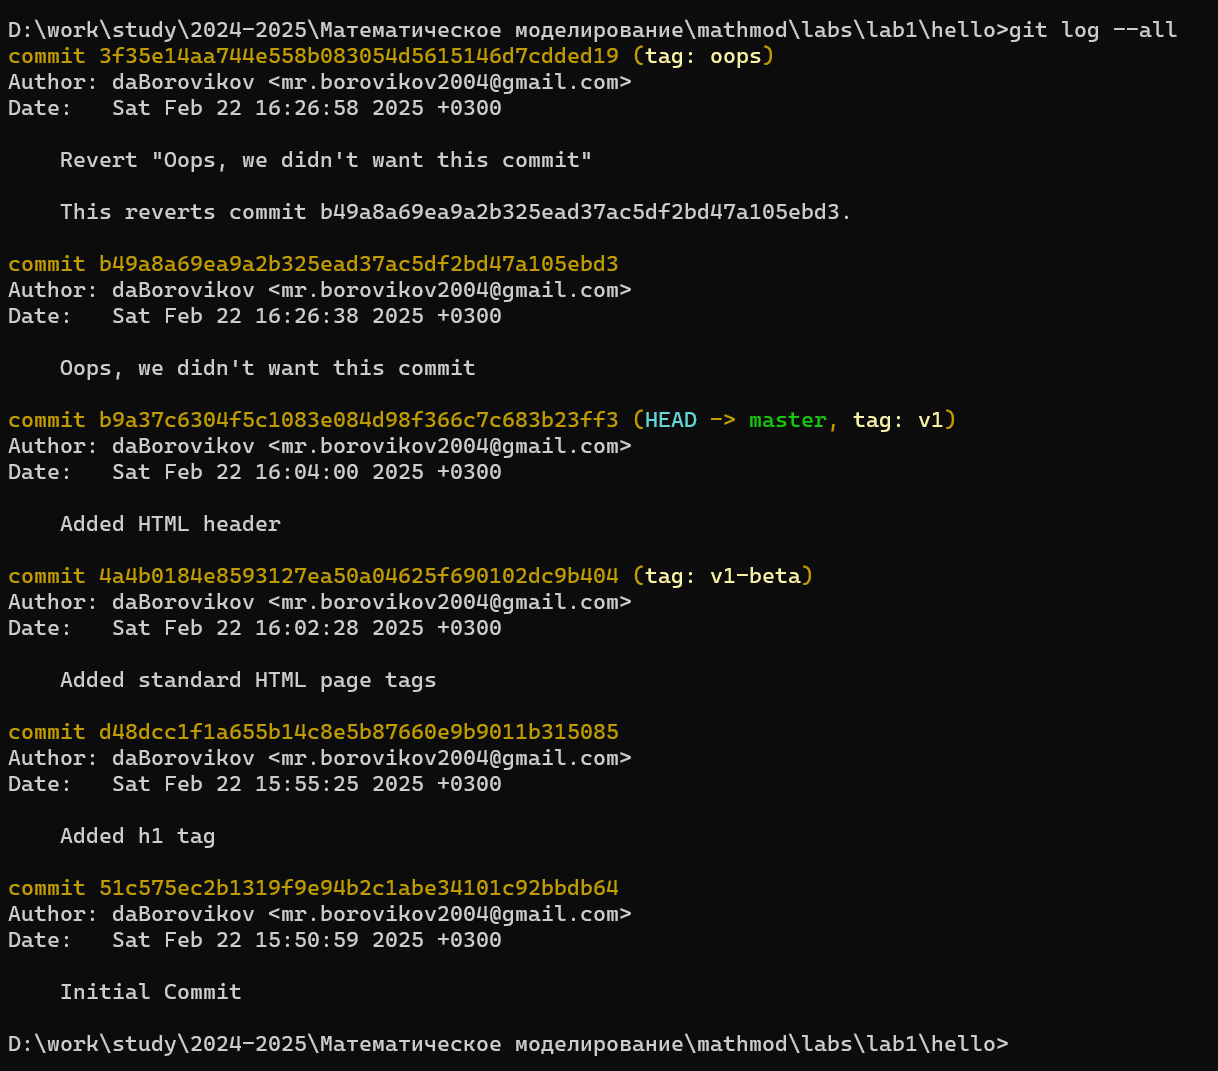 D:\work\study\2024-2025\Математическое моделирование\mathmod\labs\lab1\hello>git log --all
commit 3f35e14aa744e558b083054d5615146d7cdded19 (tag: oops)
Author: daBorovikov <mr.borovikov2004@gmail.com>
Date:   Sat Feb 22 16:26:58 2025 +0300
    Revert "Oops, we didn't want this commit"
    This reverts commit b49a8a69ea9a2b325ead37ac5df2bd47a105ebd3.
commit b49a8a69ea9a2b325ead37ac5df2bd47a105ebd3
Author: daBorovikov <mr.borovikov2004@gmail.com>
Date:   Sat Feb 22 16:26:38 2025 +0300
    Oops, we didn't want this commit
commit b9a37c6304f5c1083e084d98f366c7c683b23ff3 (HEAD -> master, tag: v1)
Author: daBorovikov <mr.borovikov2004@gmail.com>
Date:   Sat Feb 22 16:04:00 2025 +0300
    Added HTML header
commit 4a4b0184e8593127ea50a04625f690102dc9b404 (tag: v1-beta)
Author: daBorovikov <mr.borovikov2004@gmail.com>
Date:   Sat Feb 22 16:02:28 2025 +0300
    Added standard HTML page tags
commit d48dcc1f1a655b14c8e5b87660e9b9011b315085
Author: daBorovikov <mr.borovikov2004@gmail.com>
Date:   Sat Feb 22 15:55:25 2025 +0300
    Added h1 tag
commit 51c575ec2b1319f9e94b2c1abe34101c92bbdb64
Author: daBorovikov <mr.borovikov2004@gmail.com>
Date:   Sat Feb 22 15:50:59 2025 +0300
    Initial Commit
D:\work\study\2024-2025\Математическое моделирование\mathmod\labs\lab1\hello>